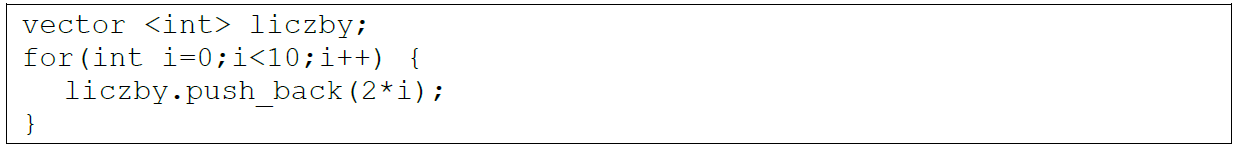 vector <int> liczby;
for(int i=0;i<10;i++) {
liczby.push_back(2*i);
}